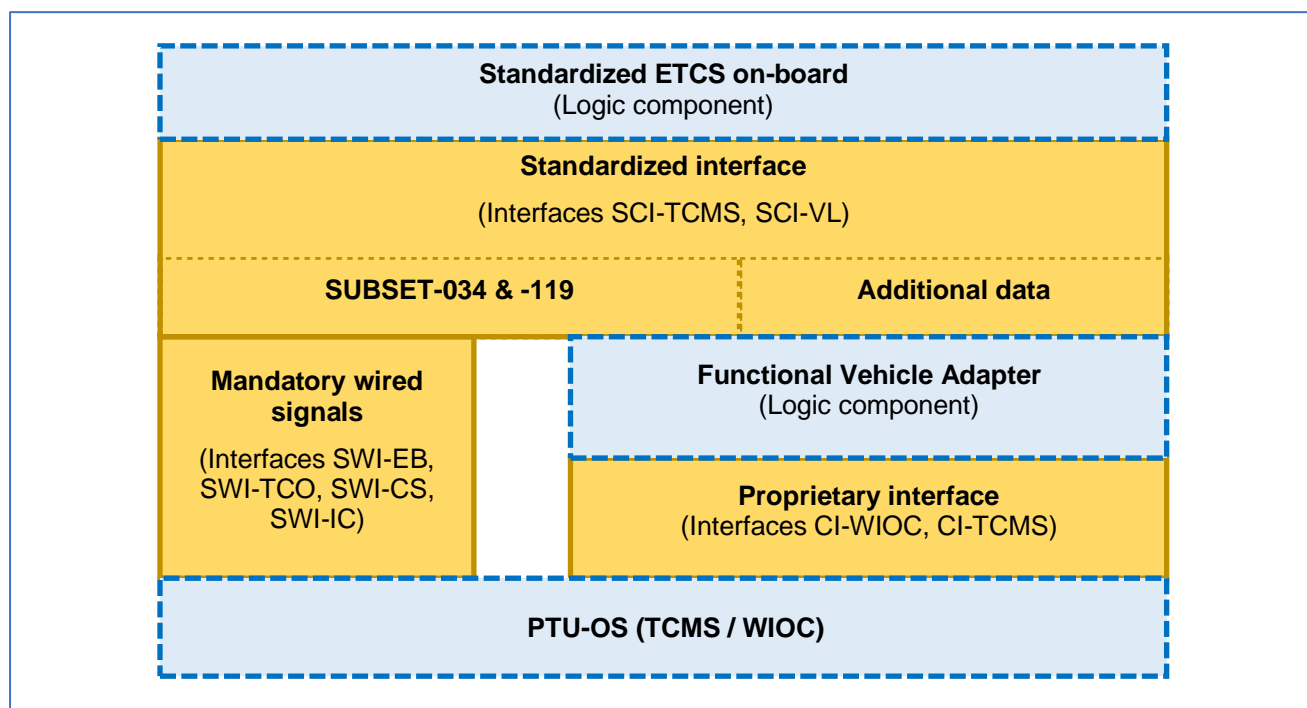 Standardized ETCS on-board
(Logic component)
Standardized interface
(Interfaces SCI-TCMS, SCI-VL)
SUBSET-034 & -119
Additional data
Mandatory wired
signals
(Interfaces SWI-EB,
SWI-TCO, SWI-CS,
SWI-IC)
Functional Vehicle Adapter
(Logic component)
Proprietary interface
(Interfaces CI-WIOC, CI-TCMS)
PTU-OS (TCMS / WIOC)